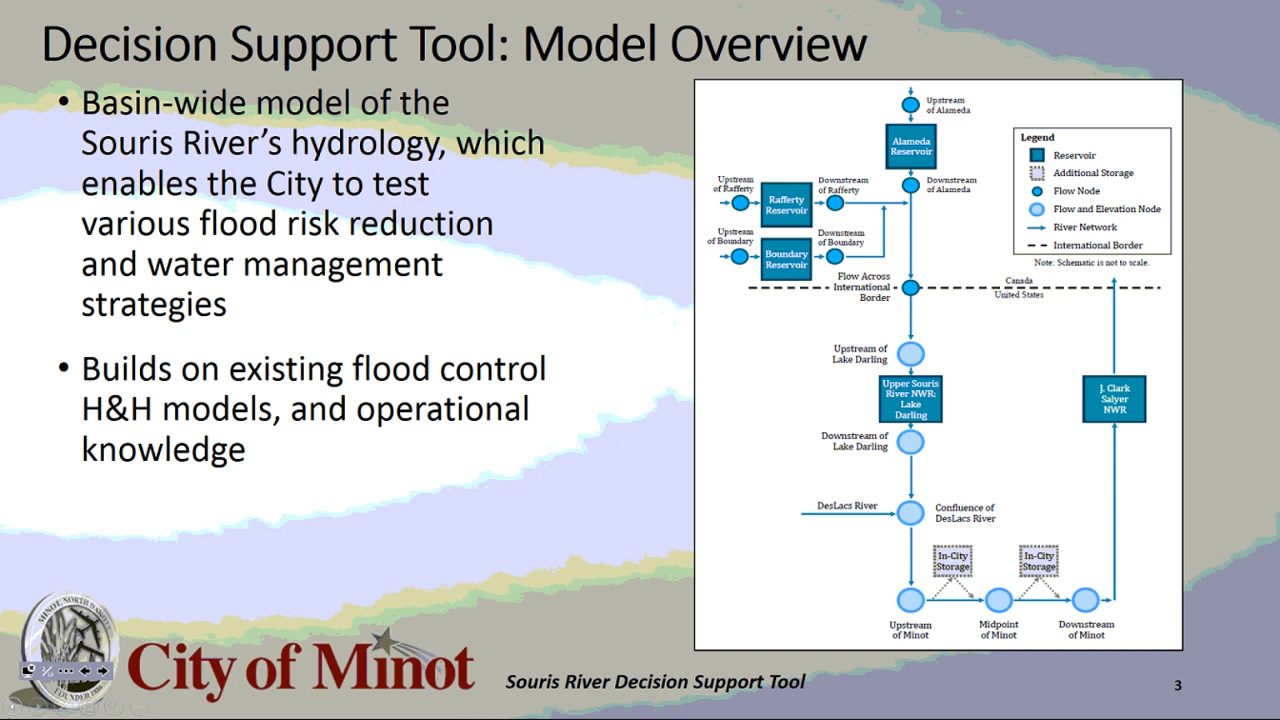 Decision Support Tool: Model Overview
• Basin-wide model of the
Souris River's hydrology, which
enables the City to test
various flood risk reduction
and water management
strategies
• Builds on existing flood control
H&H models, and operational
knowledge
Upstream
of Alameda
Alameda
Reservoir
Downstream
of Alameda
Upstream
of Rafferty
Rafferty
Reservoir
Downstream
of Rafferty
Upstream
of Boundary
Boundary
Reservoir
Downstream
of Boundary
Legend
Reservoir
Additional Storage
Flow Node
Flow and Elevation Node
River Network
International Border
Note: Schematic is not to scale.
Flow Across
International
Border
Canada
United States
Upstream of
Lake Darling
Upper Souris
River NWR:
Lake
Darling
J. Clark
Salyer
NWR
Downstream of
Lake Darling
DesLacs River
Confluence of
DesLacs River
In-City
Storage
In-City
Storage
Upstream
of Minot
Midpoint
of Minot
Downstream
of Minot
City of Minot
Souris River Decision Support Tool
3